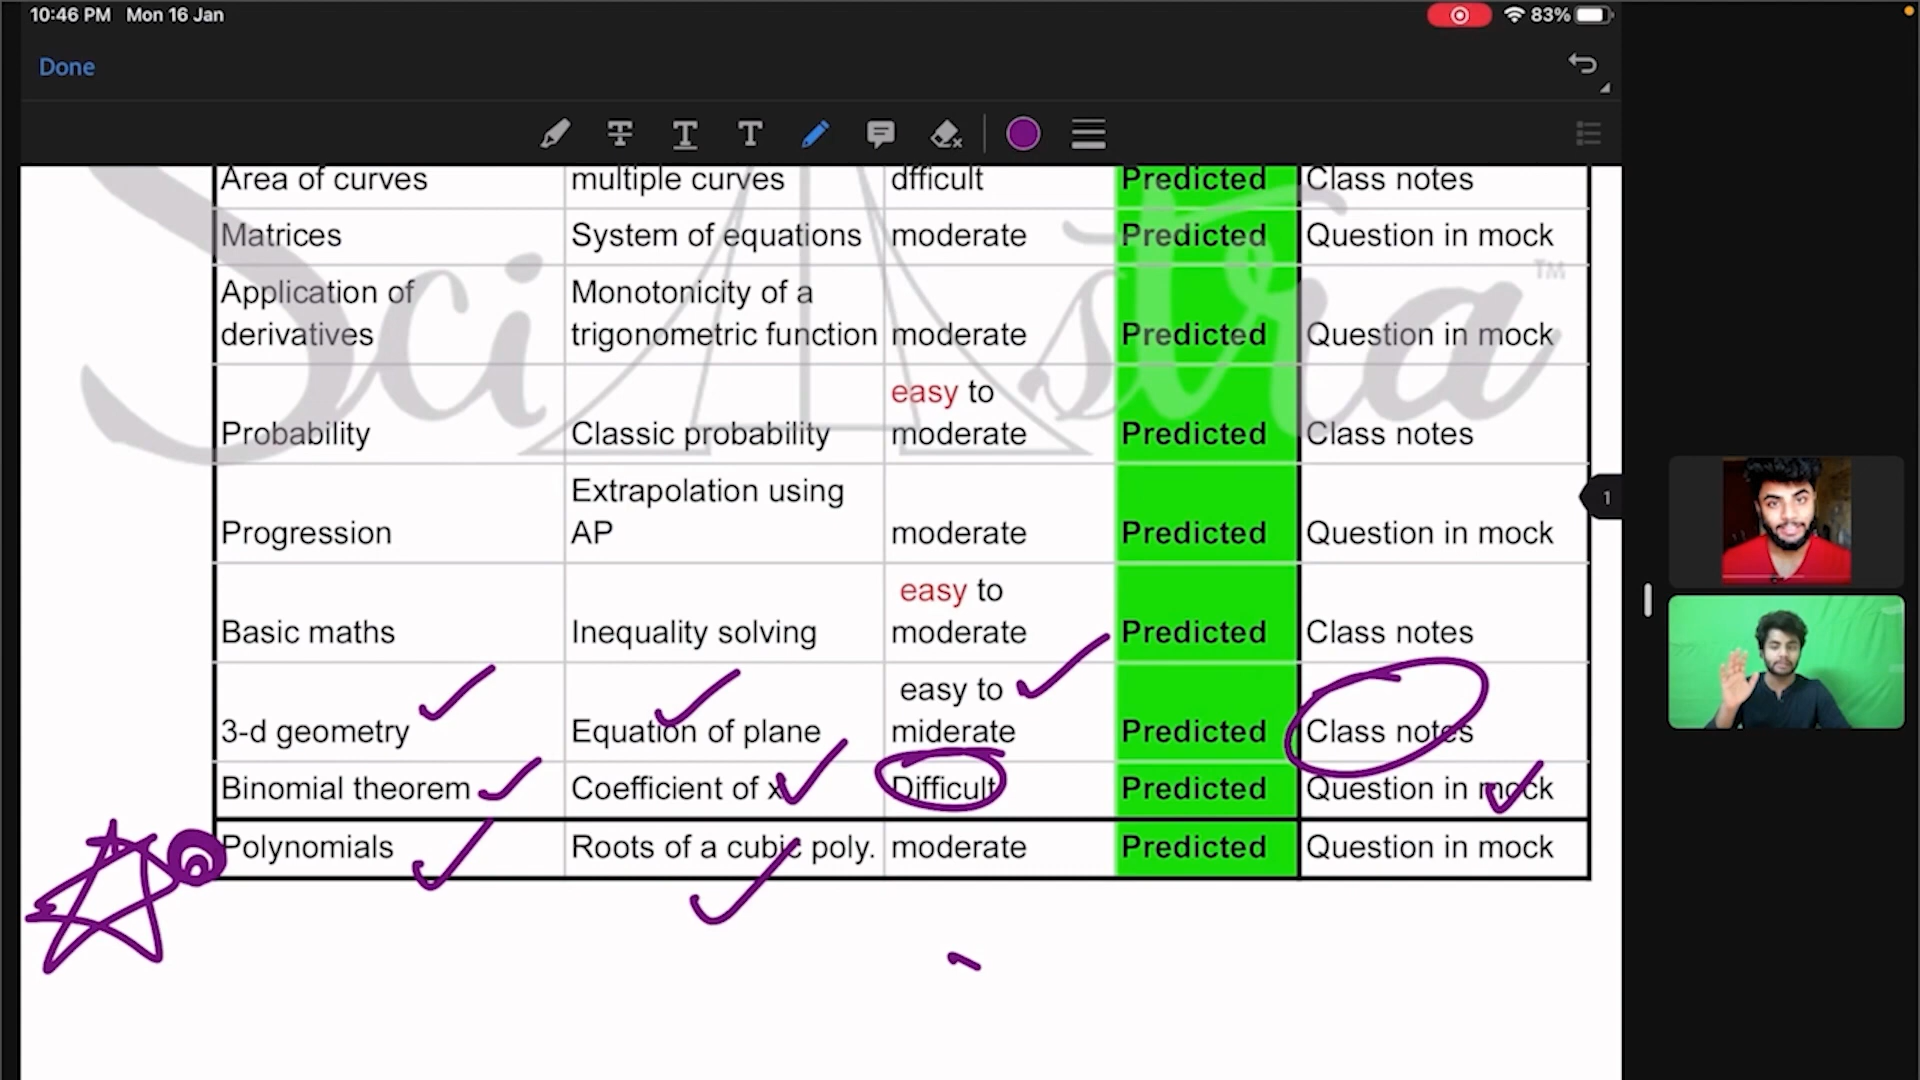 10:46 PM Mon 16 Jan
83%
Done
T T T
Area of curves multiple curves dfficult Predicted Class notes
Matrices System of equations moderate Predicted Question in mock
Application of Monotonicity of a
derivatives trigonometric function moderate Predicted Question in mock
easy to
Probability Classic probability moderate Predicted Class notes
Extrapolation using
Progression AP moderate Predicted Question in mock
easy to
Basic maths Inequality solving moderate Predicted Class notes
easy to
3-d geometry Equation of plane miderate Predicted Class notes
Binomial theorem Coefficient of x Difficult Predicted Question in mock
Polynomials Roots of a cubic poly. moderate Predicted Question in mock
SciAstra TM
1